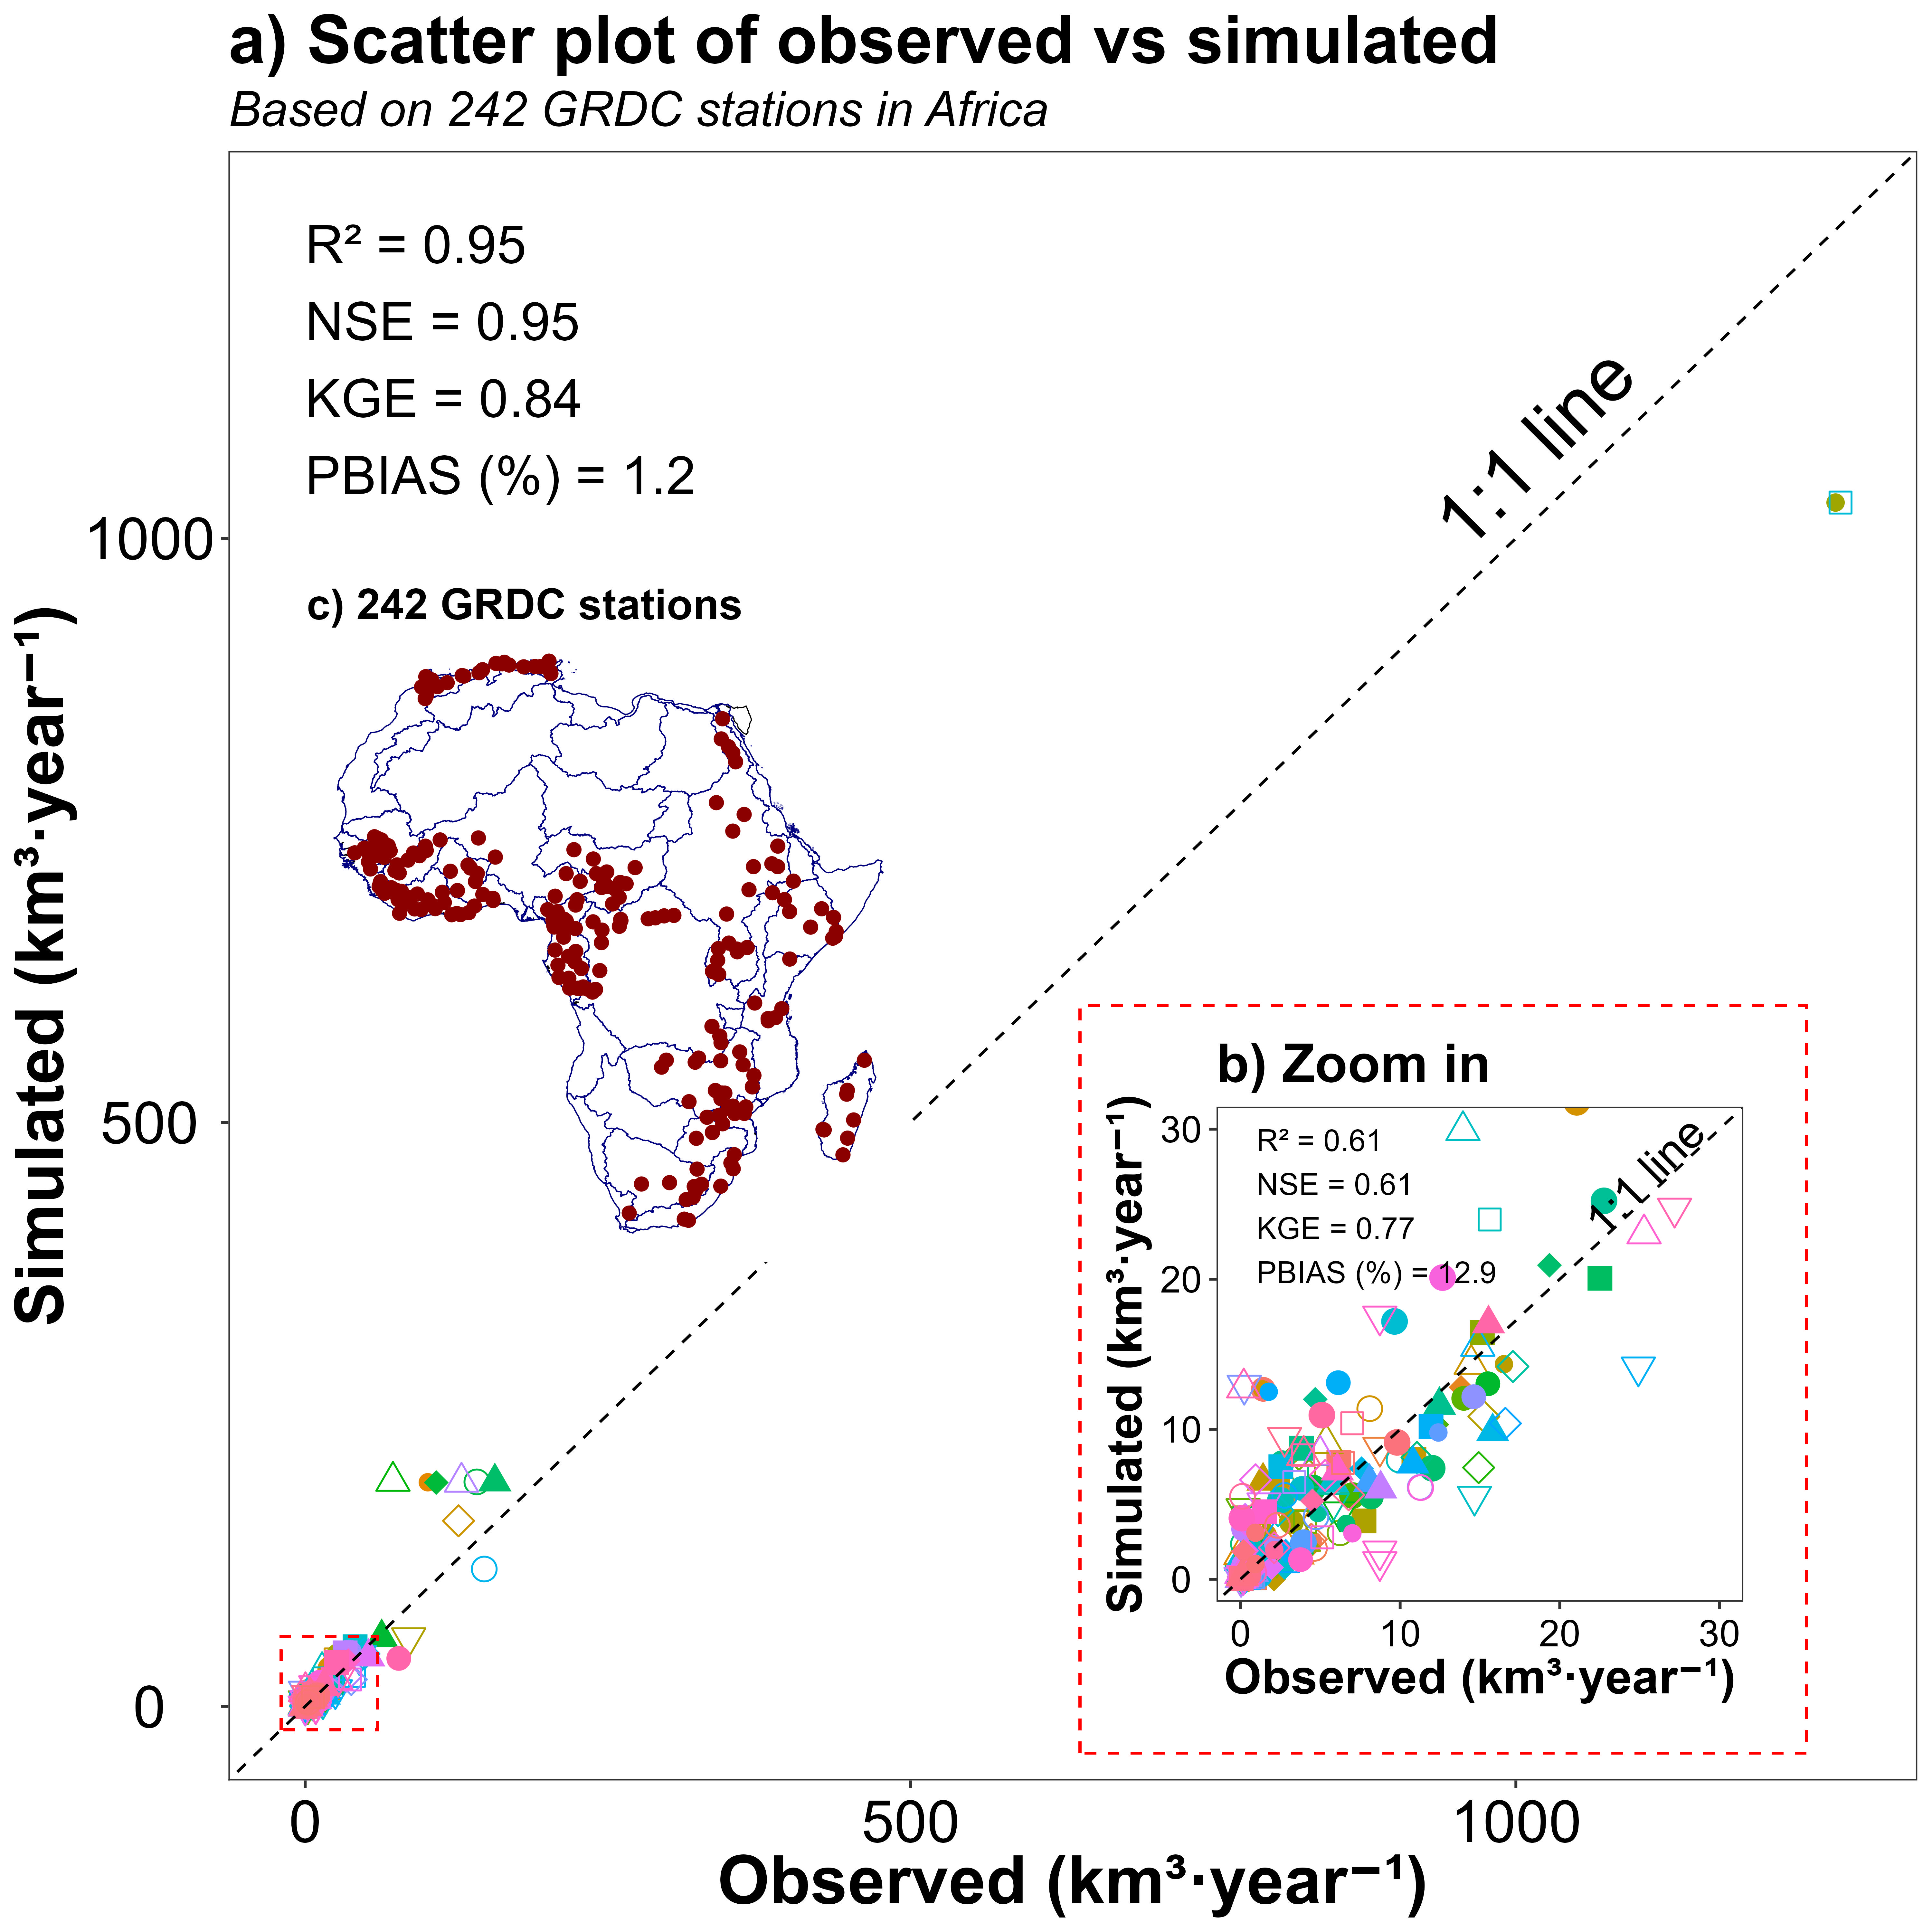 a) Scatter plot of observed vs simulated
Based on 242 GRDC stations in Africa
R² = 0.95
NSE = 0.95
KGE = 0.84
PBIAS (%) = 1.2
1:1 line
c) 242 GRDC stations
Simulated (km³·year⁻¹)
1000
500
0
0
500
1000
Observed (km³·year⁻¹)
b) Zoom in
R² = 0.61
NSE = 0.61
KGE = 0.77
PBIAS (%) = 12.9
1:1 line
Simulated (km³·year⁻¹)
30
20
10
0
0
10
20
30
Observed (km³·year⁻¹)